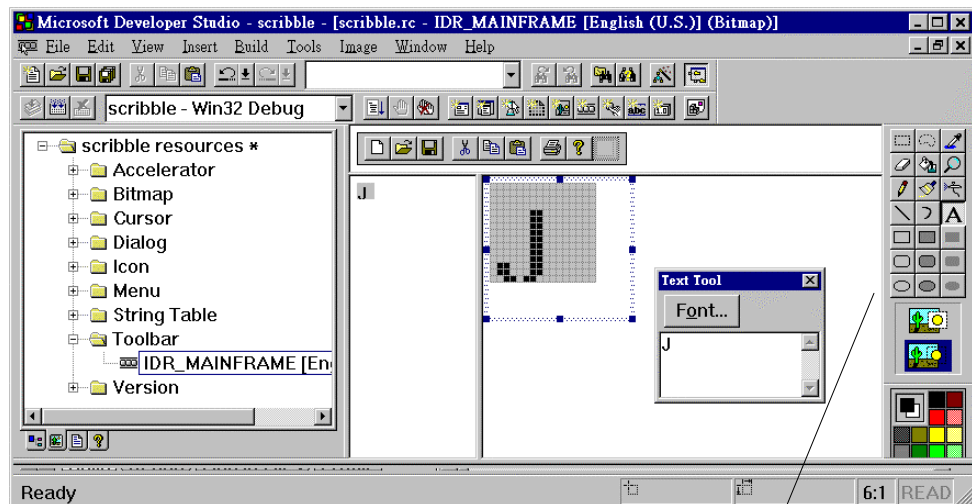 Microsoft Developer Studio - scribble - [scribble.rc - IDR_MAINFRAME [English (U.S.)] (Bitmap)]
File Edit View Insert Build Tools Image Window Help
scribble - Win32 Debug
abc
scribble resources *
Accelerator
Bitmap
Cursor
Dialog
Icon
Menu
String Table
Toolbar
IDR_MAINFRAME [En
Version
J
J
A
Text Tool
Font...
J
Ready
6:1 READ